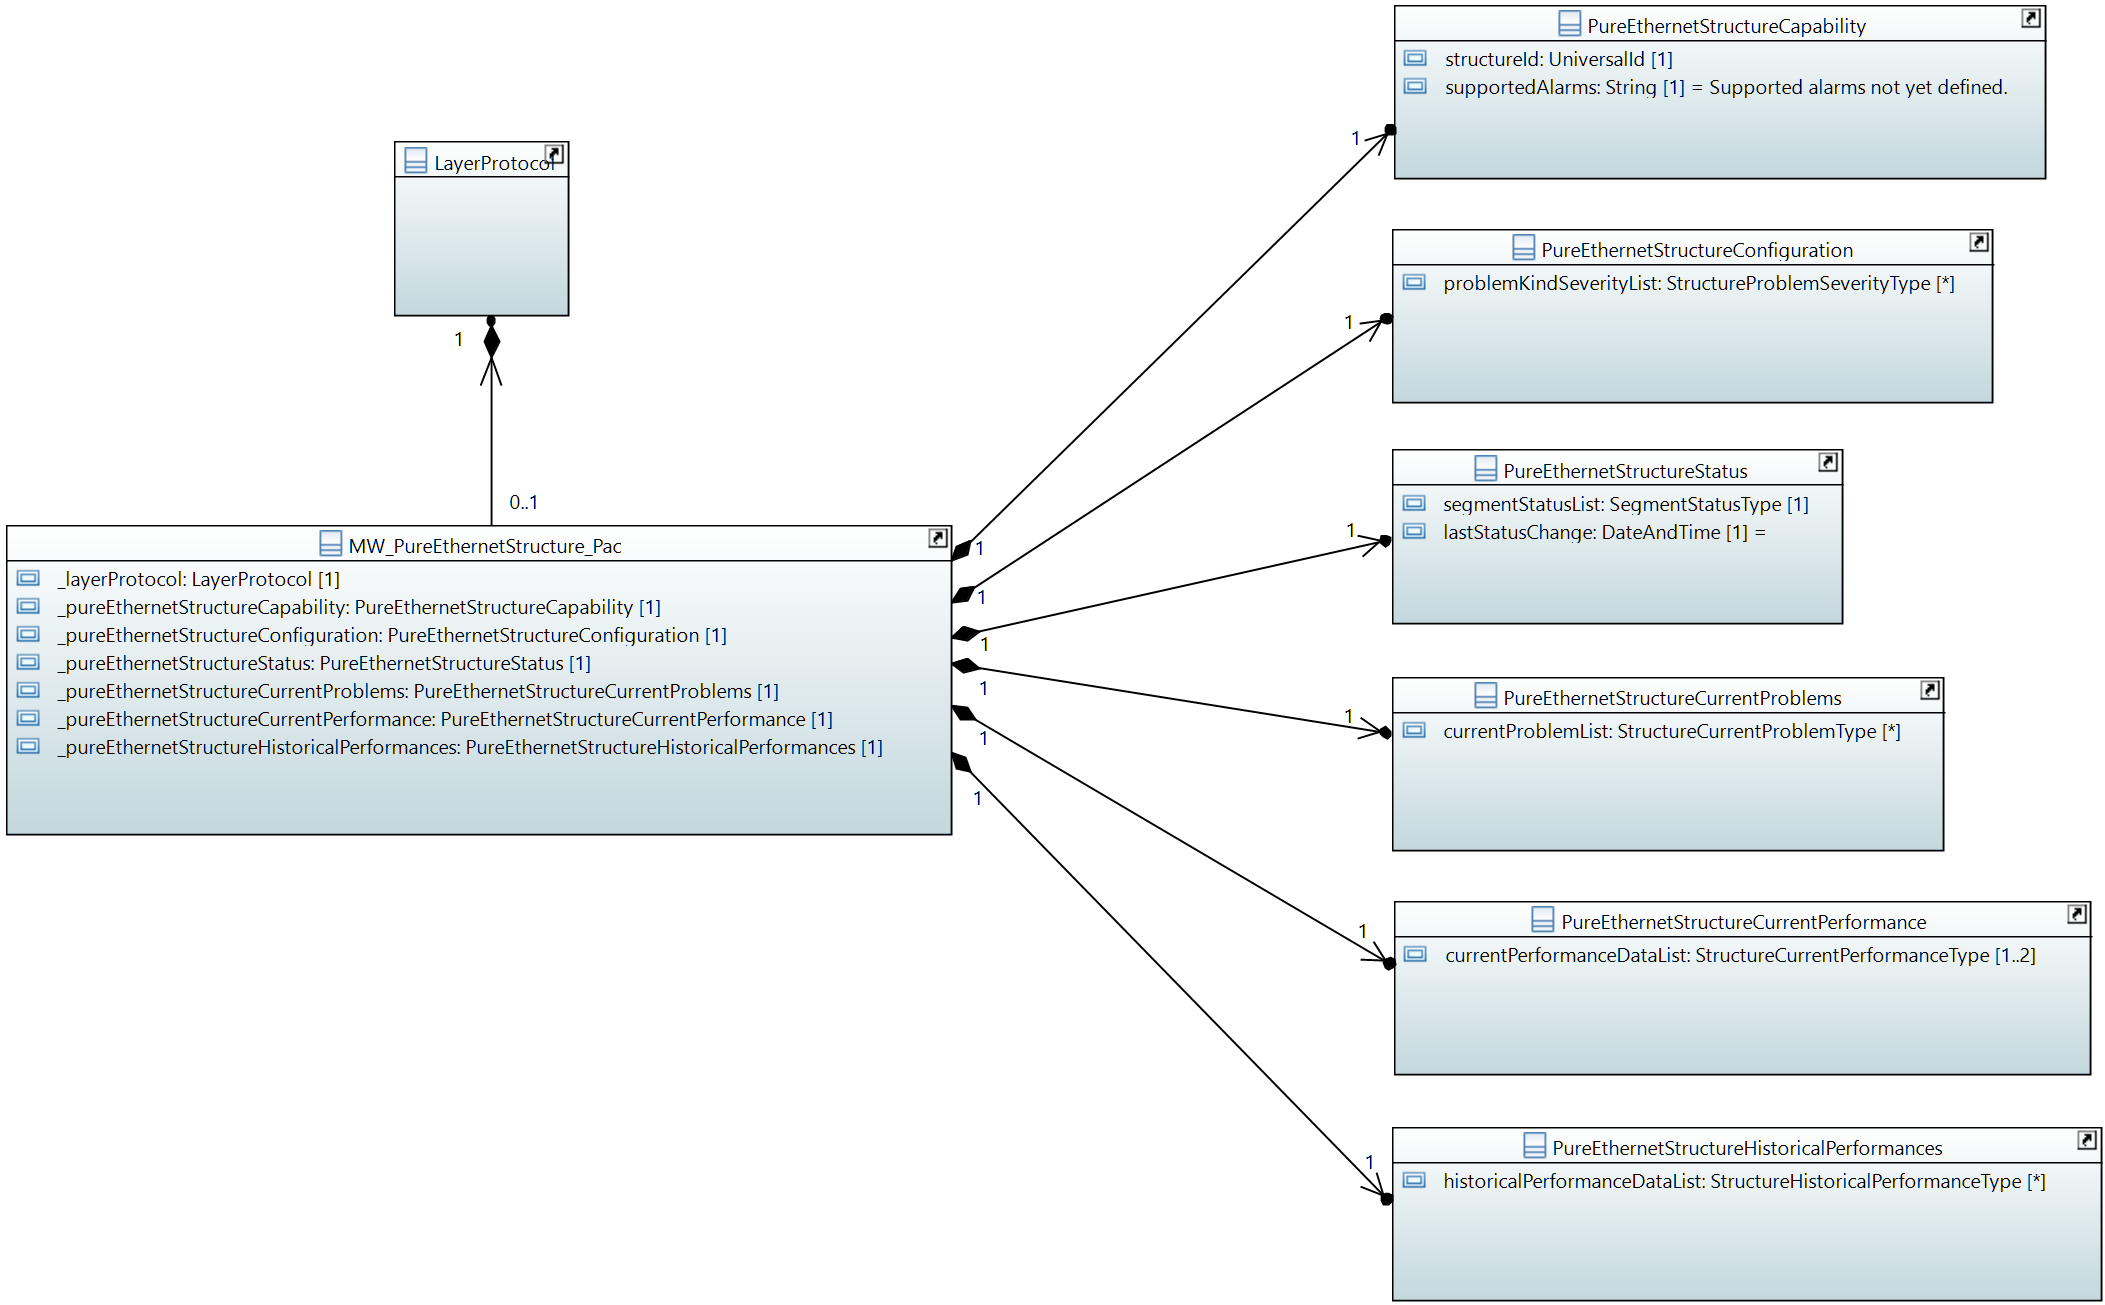 LayerProtocol
1
0..1
MW_PureEthernetStructure_Pac
_layerProtocol: LayerProtocol [1]
_pureEthernetStructureCapability: PureEthernetStructureCapability [1]
_pureEthernetStructureConfiguration: PureEthernetStructureConfiguration [1]
_pureEthernetStructureStatus: PureEthernetStructureStatus [1]
_pureEthernetStructureCurrentProblems: PureEthernetStructureCurrentProblems [1]
_pureEthernetStructureCurrentPerformance: PureEthernetStructureCurrentPerformance [1]
_pureEthernetStructureHistoricalPerformances: PureEthernetStructureHistoricalPerformances [1]
1
1
1
1
1
1
1
PureEthernetStructureCapability
structureId: UniversalId [1]
supportedAlarms: String [1] = Supported alarms not yet defined.
1
PureEthernetStructureConfiguration
problemKindSeverityList: StructureProblemSeverityType [*]
1
PureEthernetStructureStatus
segmentStatusList: SegmentStatusType [1]
lastStatusChange: DateAndTime [1] =
1
PureEthernetStructureCurrentProblems
currentProblemList: StructureCurrentProblemType [*]
1
PureEthernetStructureCurrentPerformance
currentPerformanceDataList: StructureCurrentPerformanceType [1..2]
1
PureEthernetStructureHistoricalPerformances
historicalPerformanceDataList: StructureHistoricalPerformanceType [*]